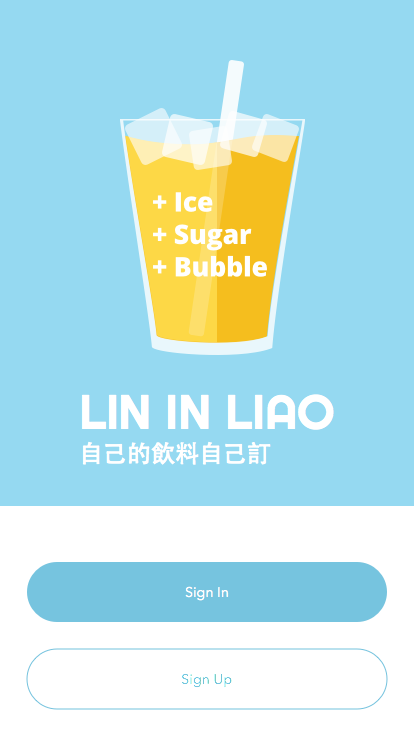 + Ice
+ Sugar
+ Bubble
LIN IN LIAO
自己的飲料自己訂
Sign In
Sign Up